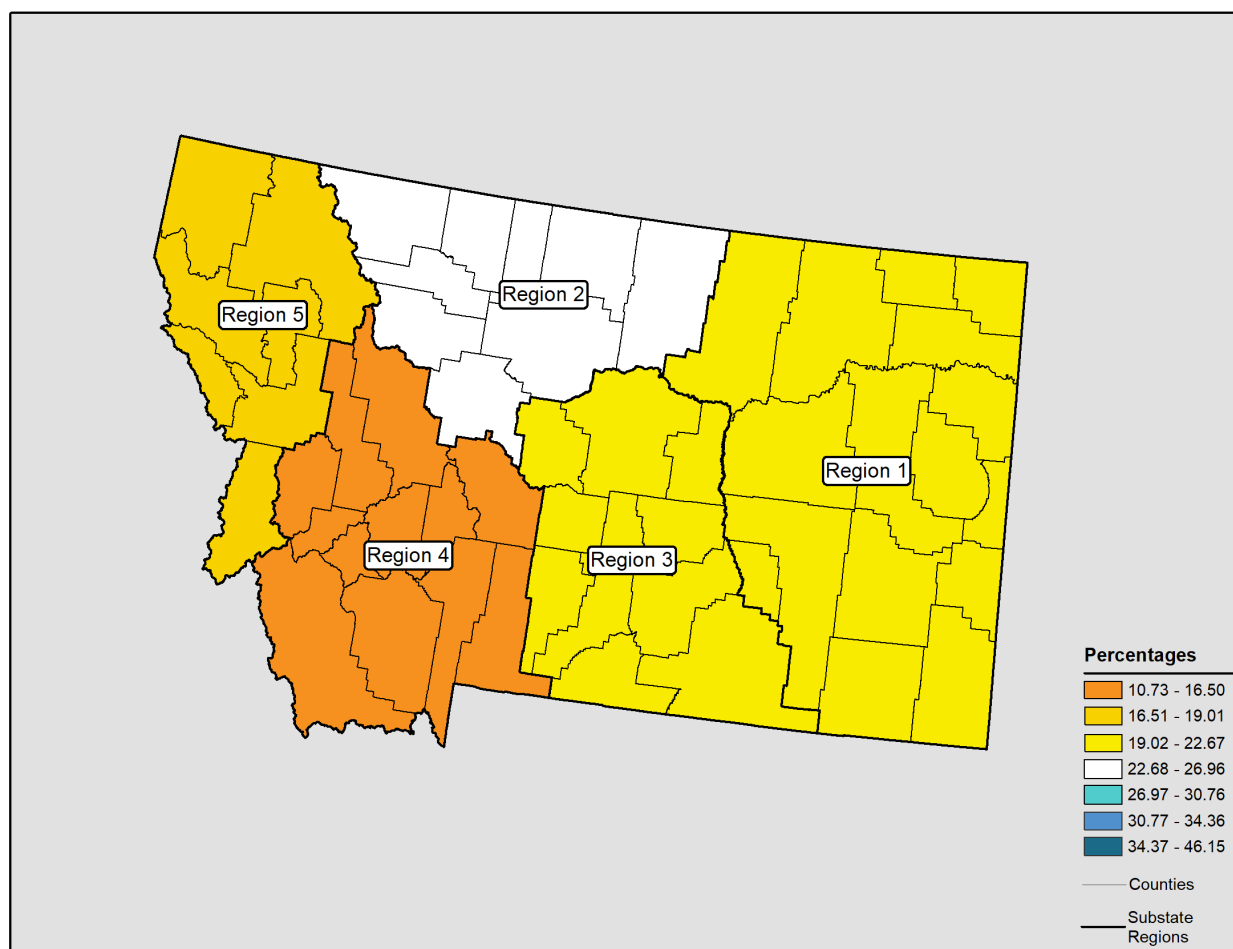 Region 2
Region 5
Region 1
Region 4
Region 3
Percentages
10.73 - 16.50
16.51 - 19.01
19.02 - 22.67
22.68 - 26.96
26.97 - 30.76
30.77 - 34.36
34.37 - 46.15
Counties
Substate
Regions